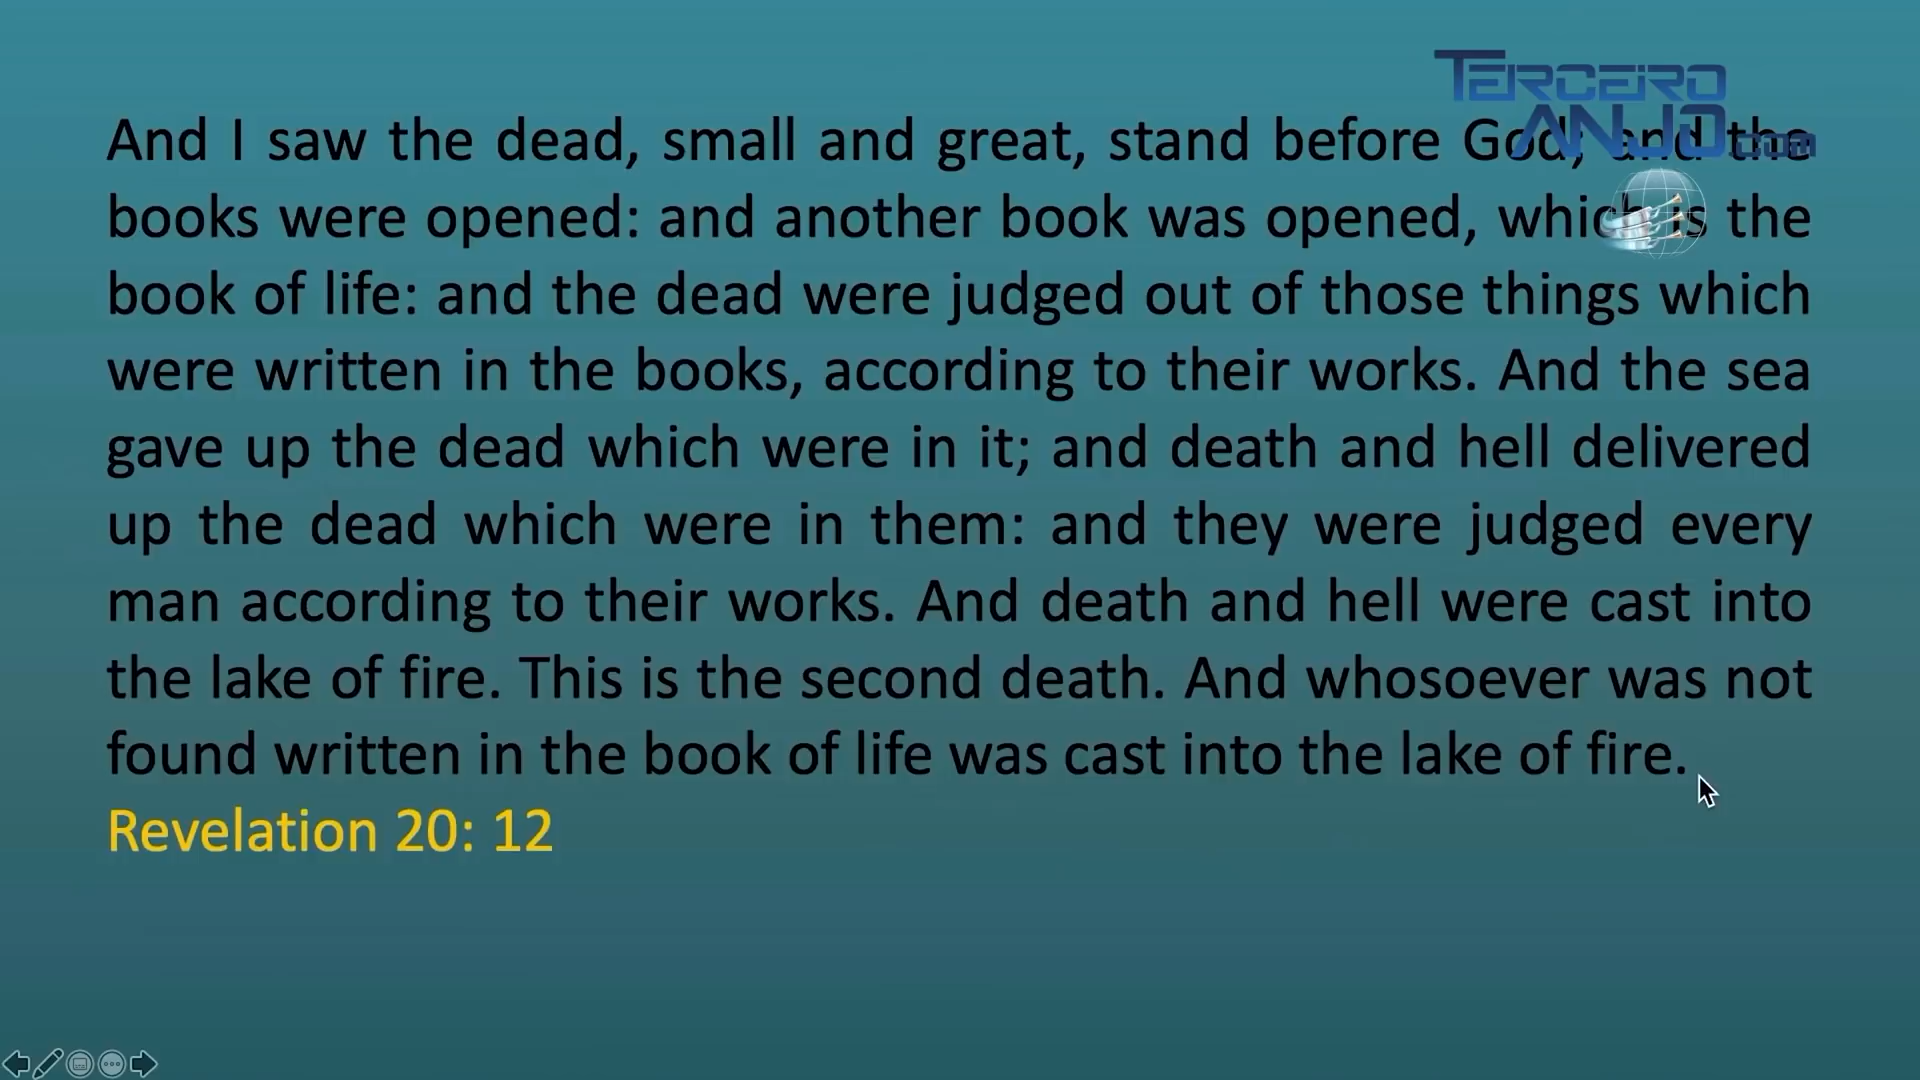 TERCEIRO
ANJO.com
And I saw the dead, small and great, stand before God; and the
books were opened: and another book was opened, which is the
book of life: and the dead were judged out of those things which
were written in the books, according to their works. And the sea
gave up the dead which were in it; and death and hell delivered
up the dead which were in them: and they were judged every
man according to their works. And death and hell were cast into
the lake of fire. This is the second death. And whosoever was not
found written in the book of life was cast into the lake of fire.
Revelation 20: 12